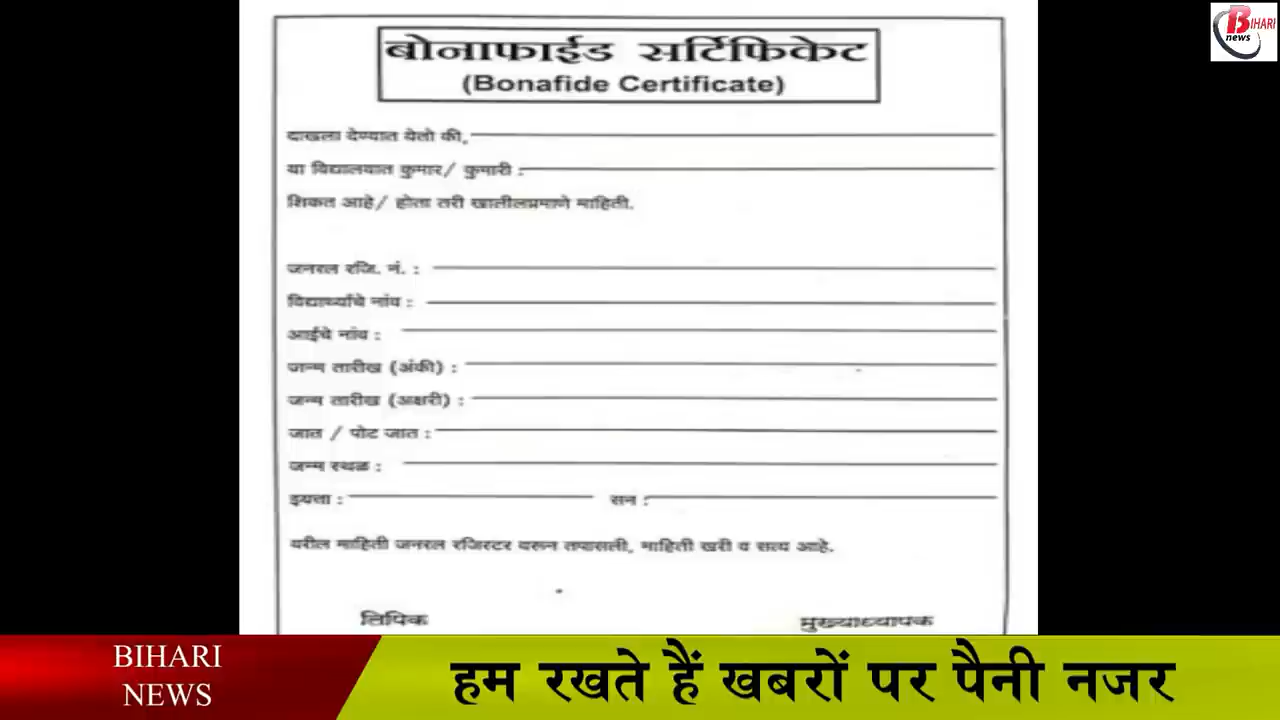 BIHARI
news
बोनाफाईड सर्टिफिकेट
(Bonafide Certificate)
दाखला देण्यात येतो की,
या विद्यालयात कुमार/ कुमारी :
शिकत आहे/ होता तरी खालीलप्रमाणे माहिती.
जनरल रजि. नं. :
विद्यार्थ्याचे नांव :
आईचे नांव :
जन्म तारीख (अंकी) :
जन्म तारीख (अक्षरी) :
जात / पोट जात :
जन्म स्थळ :
इयत्ता : सन :
वरील माहिती जनरल रजिस्टर वरून तपासली, माहिती खरी व सत्य आहे.
लिपिक मुख्याध्यापक
BIHARI
NEWS
हम रखते हैं खबरों पर पैनी नजर